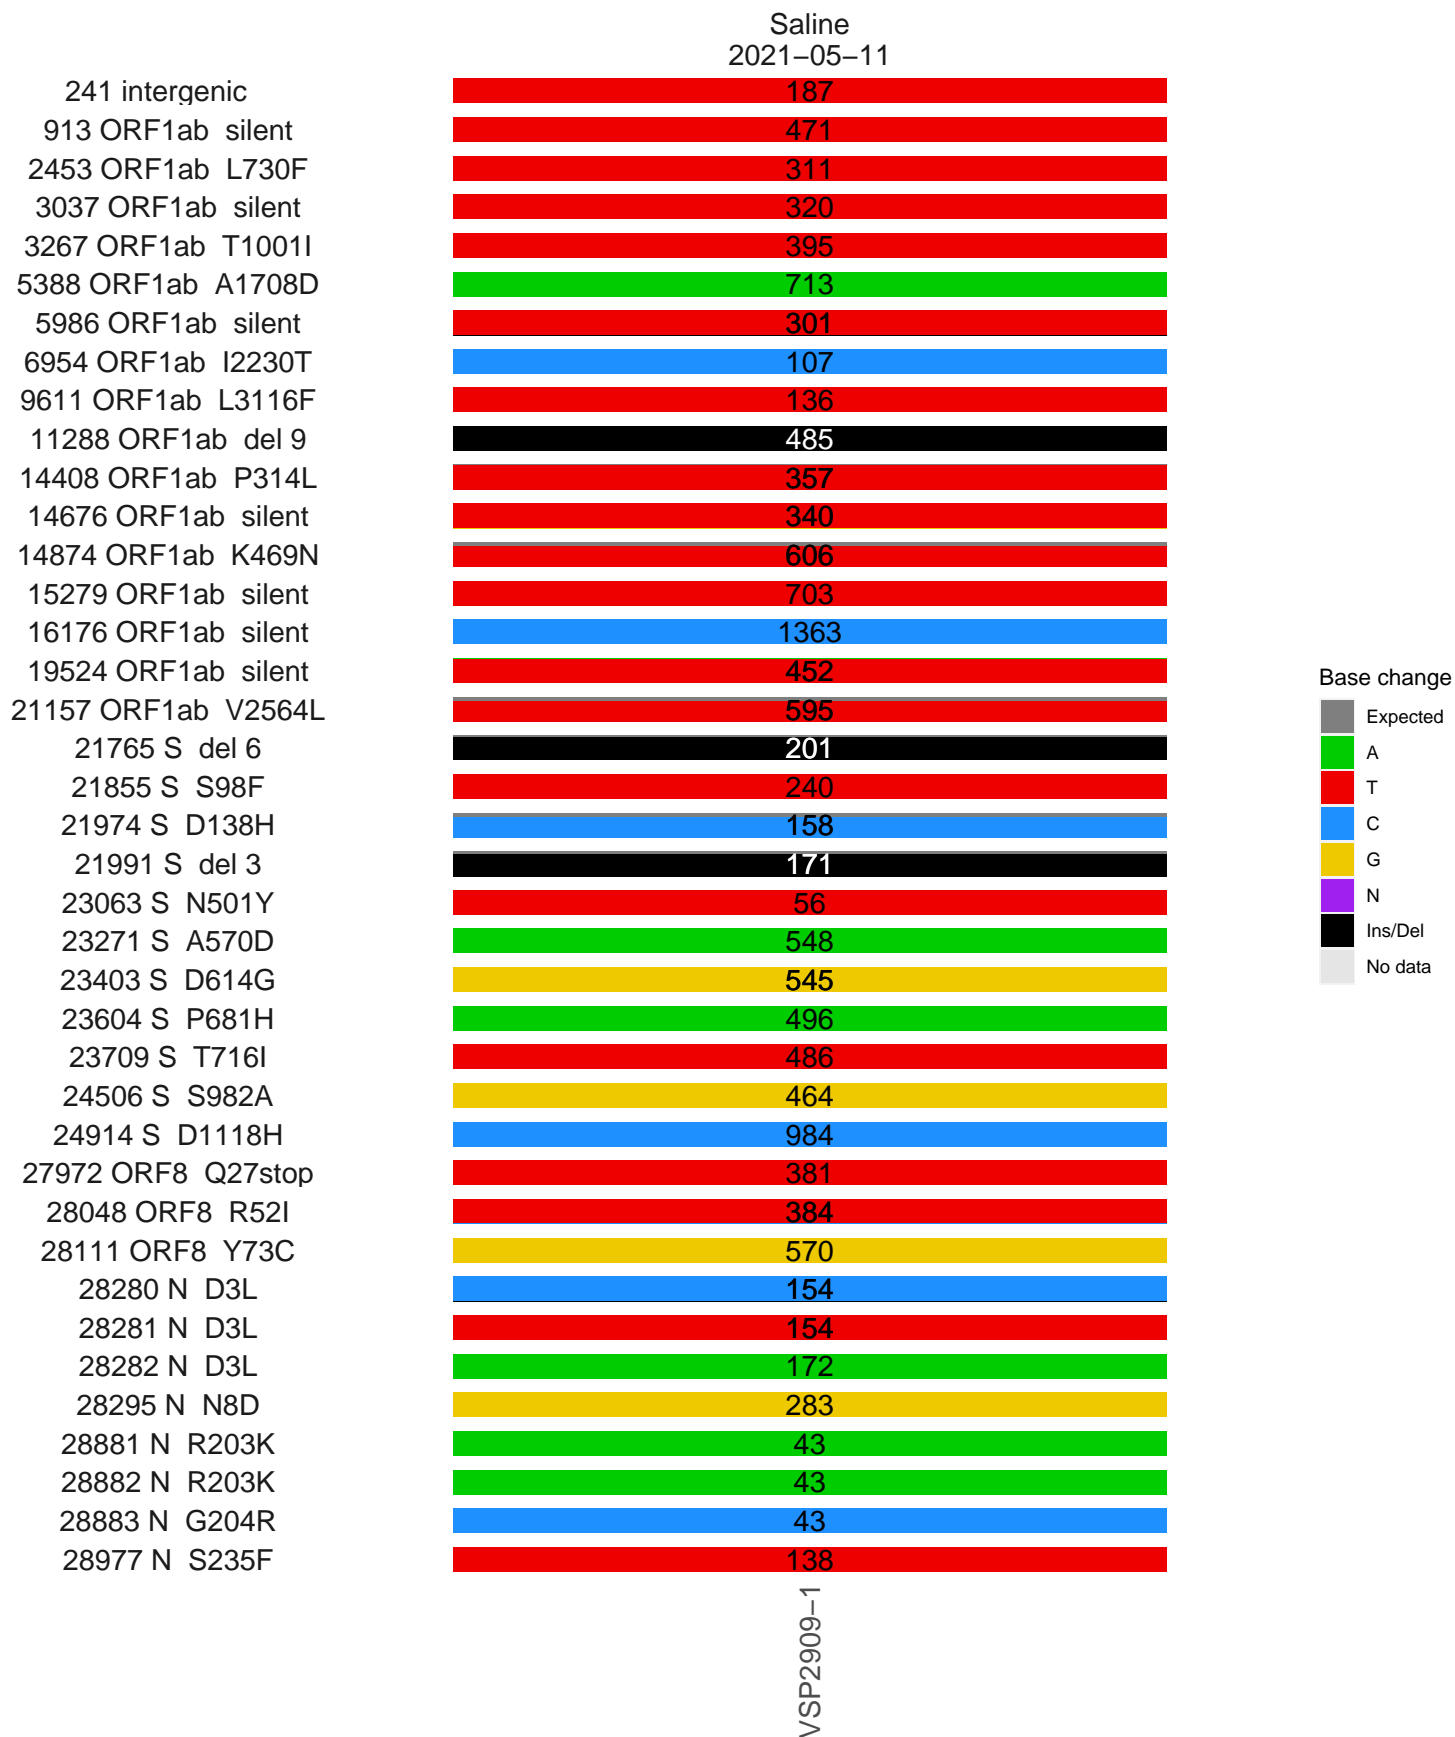 Saline
2021−05−11
241 intergenic 187
913 ORF1ab silent 471
2453 ORF1ab L730F 311
3037 ORF1ab silent 320
3267 ORF1ab T1001I 395
5388 ORF1ab A1708D 713
5986 ORF1ab silent 301
6954 ORF1ab I2230T 107
9611 ORF1ab L3116F 136
11288 ORF1ab del 9 485
14408 ORF1ab P314L 357
14676 ORF1ab silent 340
14874 ORF1ab K469N 606
15279 ORF1ab silent 703
16176 ORF1ab silent 1363
19524 ORF1ab silent 452
21157 ORF1ab V2564L 595
21765 S del 6 201
21855 S S98F 240
21974 S D138H 158
21991 S del 3 171
23063 S N501Y 56
23271 S A570D 548
23403 S D614G 545
23604 S P681H 496
23709 S T716I 486
24506 S S982A 464
24914 S D1118H 984
27972 ORF8 Q27stop 381
28048 ORF8 R52I 384
28111 ORF8 Y73C 570
28280 N D3L 154
28281 N D3L 154
28282 N D3L 172
28295 N N8D 283
28881 N R203K 43
28882 N R203K 43
28883 N G204R 43
28977 N S235F 138
VSP2909−1
Base change
Expected
A
T
C
G
N
Ins/Del
No data